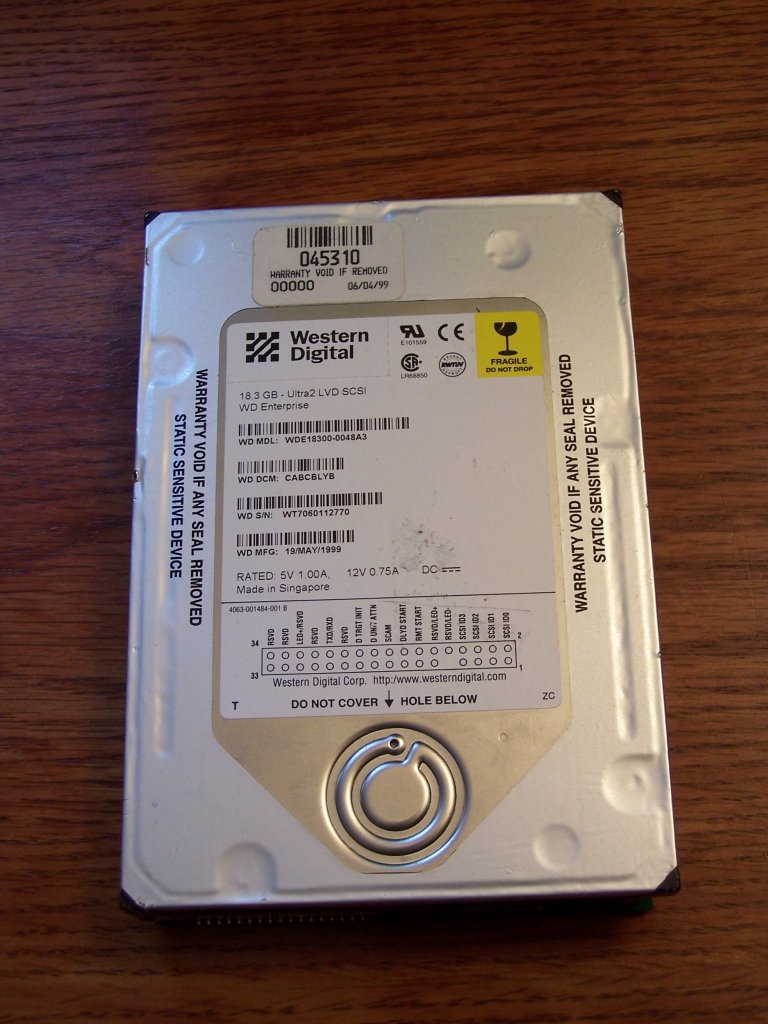 045310
WARRANTY VOID IF REMOVED
00000 06/04/99
Western
Digital
E101559
LR68850
FRAGILE
DO NOT DROP
18.3 GB - Ultra2 LVD SCSI
WD Enterprise
WD MDL: WDE18300-0048A3
WD DCM: CABCBLYB
WD S/N: WT7060112770
WD MFG: 19/MAY/1999
RATED: 5V 1.00A, 12V 0.75A DC
Made in Singapore
4063-001484-001 B
34 RSVD RSVD LED+/RSVD RSVD TXD/RXD RSVD D TRGT INIT D UNIT ATTN SCAM DLYD START RMT START RSVD/LED+ RSVD/LED- SCSI ID3 SCSI ID2 SCSI ID1 SCSI ID0 2
33 1
Western Digital Corp. http:/www.westerndigital.com
T DO NOT COVER HOLE BELOW ZC
WARRANTY VOID IF ANY SEAL REMOVED
STATIC SENSITIVE DEVICE
WARRANTY VOID IF ANY SEAL REMOVED
STATIC SENSITIVE DEVICE